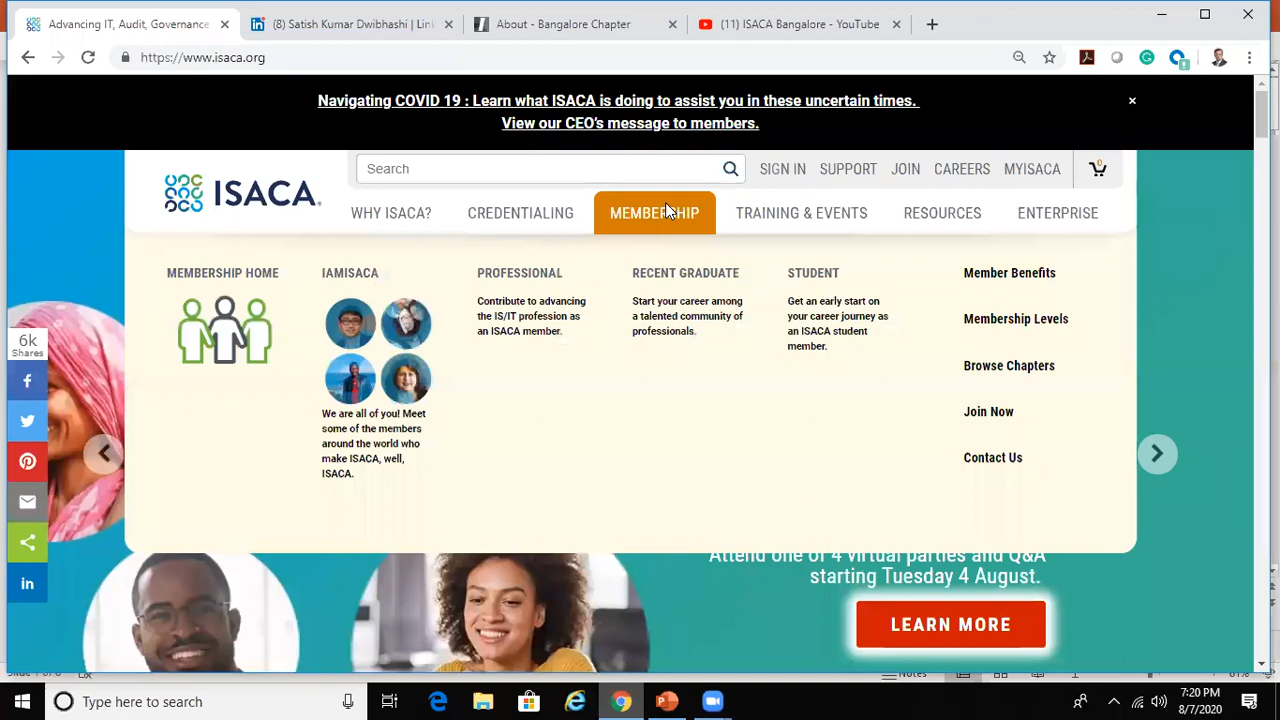 Advancing IT, Audit, Governance
(8) Satish Kumar Dwibhashi | Link
About - Bangalore Chapter
(11) ISACA Bangalore - YouTube
https://www.isaca.org
Navigating COVID 19 : Learn what ISACA is doing to assist you in these uncertain times.
View our CEO's message to members.
Search
SIGN IN
SUPPORT
JOIN
CAREERS
MYISACA
0
ISACA.
WHY ISACA?
CREDENTIALING
MEMBERSHIP
TRAINING & EVENTS
RESOURCES
ENTERPRISE
MEMBERSHIP HOME
IAMISACA
We are all of you! Meet
some of the members
around the world who
make ISACA, well,
ISACA.
PROFESSIONAL
Contribute to advancing
the IS/IT profession as
an ISACA member.
RECENT GRADUATE
Start your career among
a talented community of
professionals.
STUDENT
Get an early start on
your career journey as
an ISACA student
member.
Member Benefits
Membership Levels
Browse Chapters
Join Now
Contact Us
6k
Shares
Attend one of 4 virtual parties and Q&A
starting Tuesday 4 August.
LEARN MORE
Notes
Type here to search
7:20 PM
8/7/2020